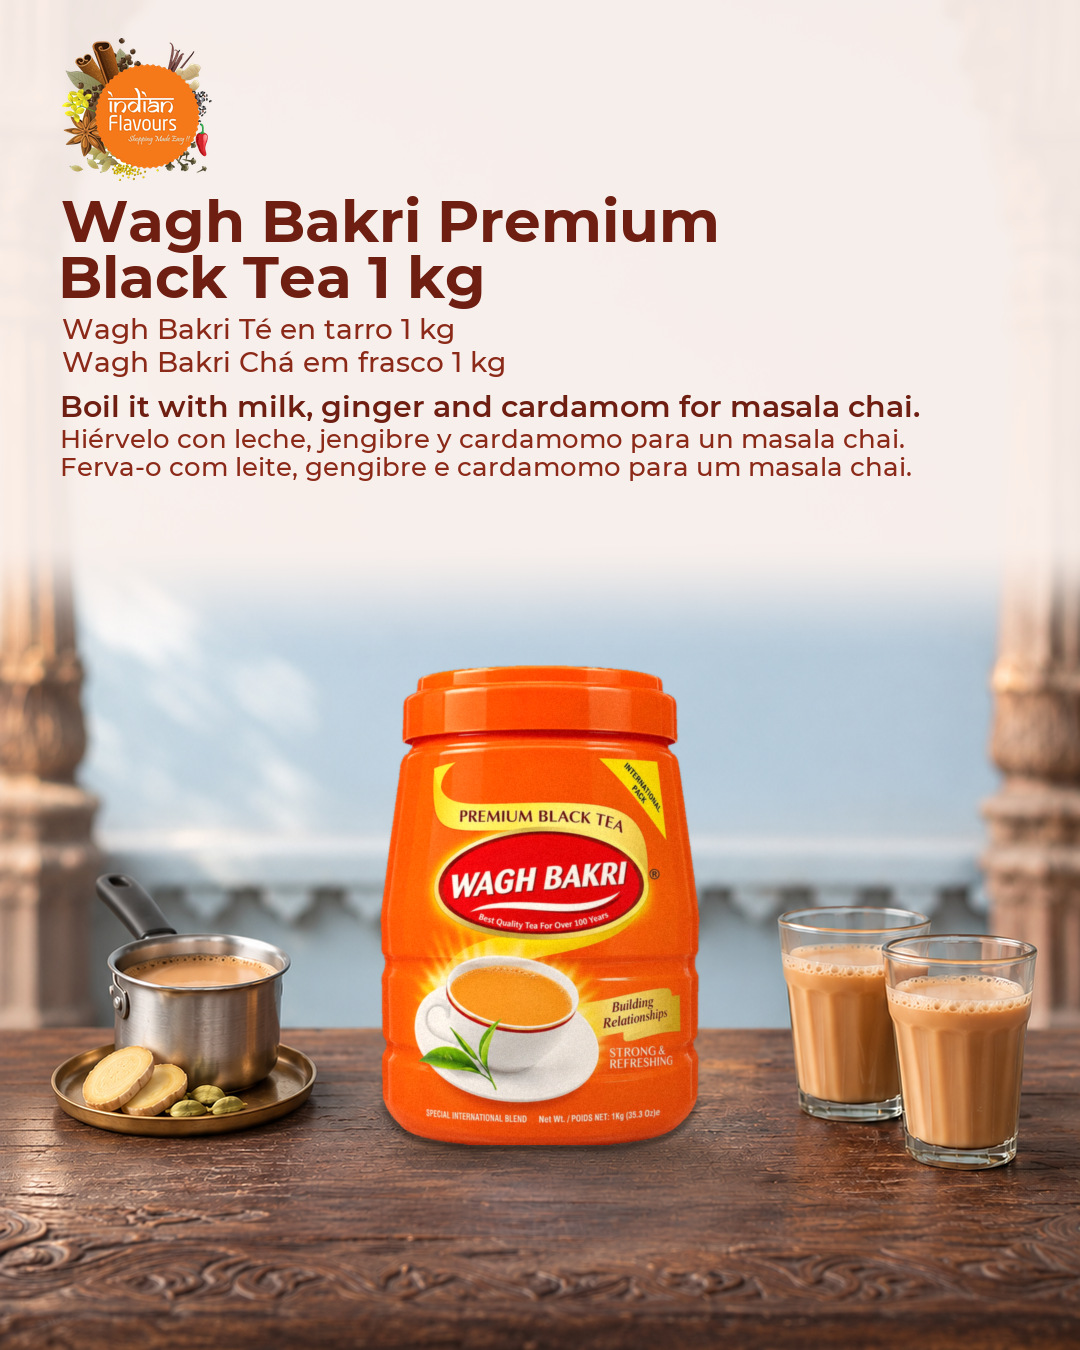 indian
Flavours
Shopping Made Easy !!
Wagh Bakri Premium
Black Tea 1 kg
Wagh Bakri Té en tarro 1 kg
Wagh Bakri Chá em frasco 1 kg
Boil it with milk, ginger and cardamom for masala chai.
Hiérvelo con leche, jengibre y cardamomo para un masala chai.
Ferva-o com leite, gengibre e cardamomo para um masala chai.
INTERNATIONAL
PACK
PREMIUM BLACK TEA
WAGH BAKRI ®
Best Quality Tea For Over 100 Years
Building
Relationships
STRONG &
REFRESHING
SPECIAL INTERNATIONAL BLEND Net Wt. / POIDS NET: 1Kg (35.3 Oz)e